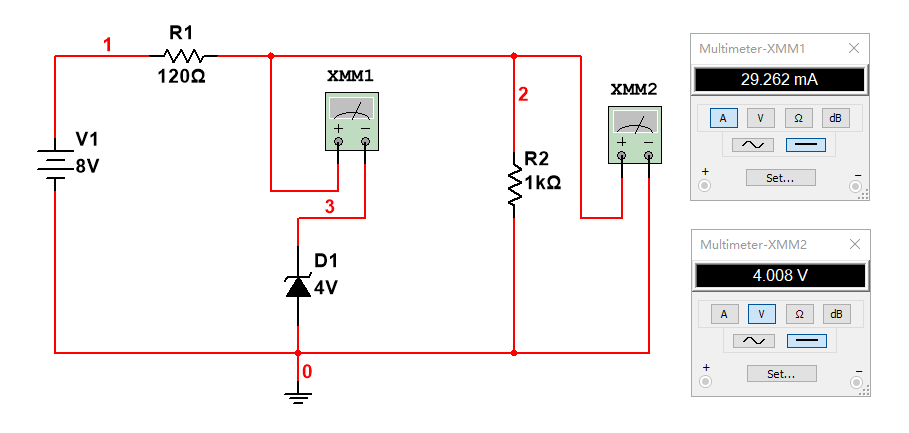 R1
1
120Ω
XMM1
+ −
XMM2
+ −
2
V1
8V
R2
1kΩ
3
D1
4V
0
Multimeter-XMM1
29.262 mA
A V Ω dB
Set...
+ −
Multimeter-XMM2
4.008 V
A V Ω dB
Set...
+ −